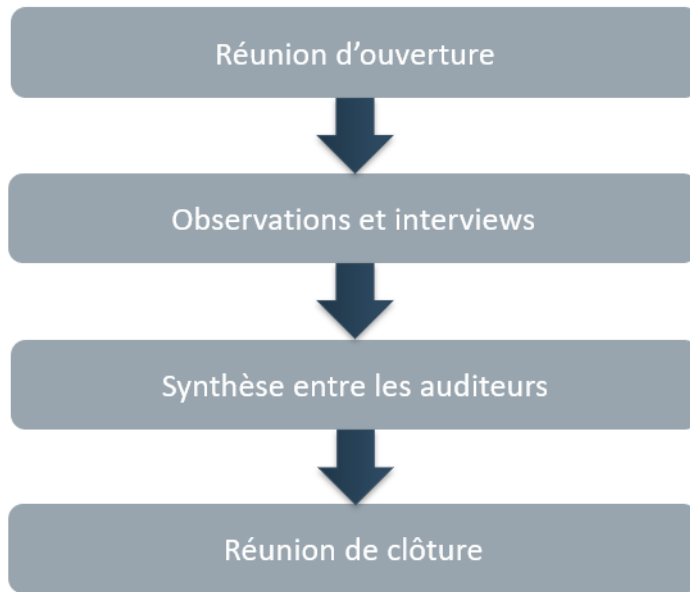 Réunion d’ouverture
Observations et interviews
Synthèse entre les auditeurs
Réunion de clôture